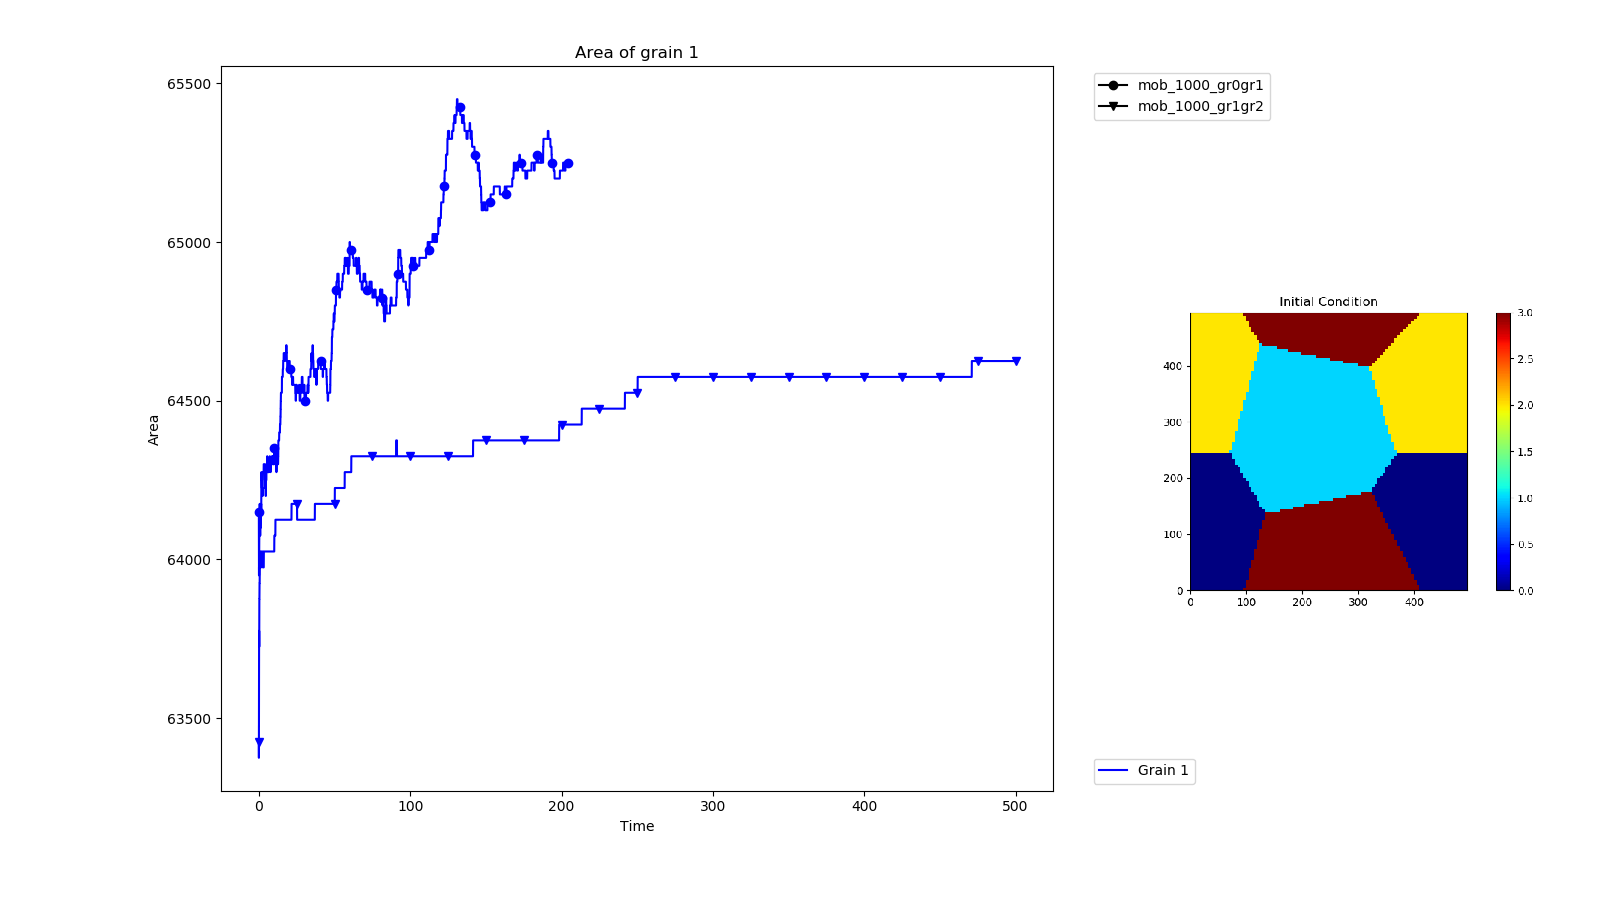 Area of grain 1
65500
65000
64500
64000
63500
Area
0 100 200 300 400 500
Time
mob_1000_gr0gr1
mob_1000_gr1gr2
Initial Condition
400
300
200
100
0
0 100 200 300 400
3.0
2.5
2.0
1.5
1.0
0.5
0.0
Grain 1